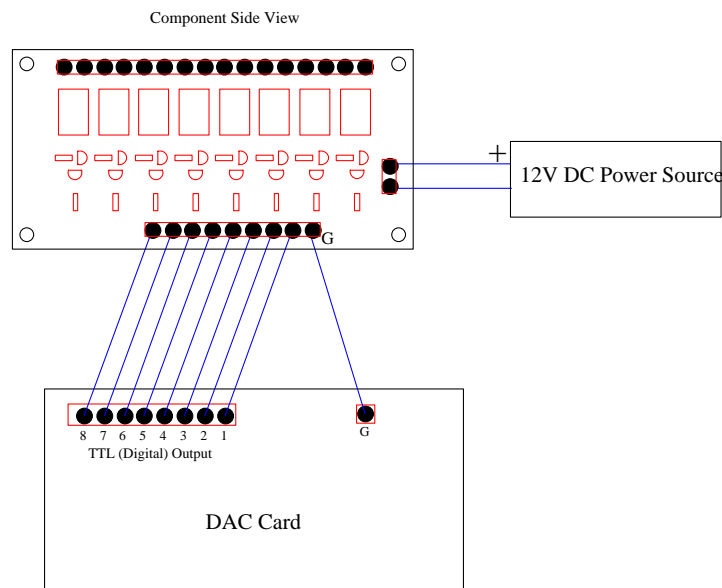 Component Side View
+
12V DC Power Source
G
8 7 6 5 4 3 2 1
G
TTL (Digital) Output
DAC Card